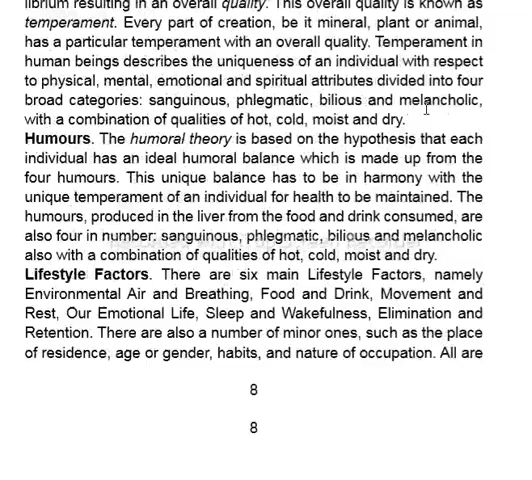 librium resulting in an overall quality. This overall quality is known as
temperament. Every part of creation, be it mineral, plant or animal,
has a particular temperament with an overall quality. Temperament in
human beings describes the uniqueness of an individual with respect
to physical, mental, emotional and spiritual attributes divided into four
broad categories: sanguinous, phlegmatic, bilious and melancholic,
with a combination of qualities of hot, cold, moist and dry.
Humours. The humoral theory is based on the hypothesis that each
individual has an ideal humoral balance which is made up from the
four humours. This unique balance has to be in harmony with the
unique temperament of an individual for health to be maintained. The
humours, produced in the liver from the food and drink consumed, are
also four in number: sanguinous, phlegmatic, bilious and melancholic
also with a combination of qualities of hot, cold, moist and dry.
Lifestyle Factors. There are six main Lifestyle Factors, namely
Environmental Air and Breathing, Food and Drink, Movement and
Rest, Our Emotional Life, Sleep and Wakefulness, Elimination and
Retention. There are also a number of minor ones, such as the place
of residence, age or gender, habits, and nature of occupation. All are
8
8